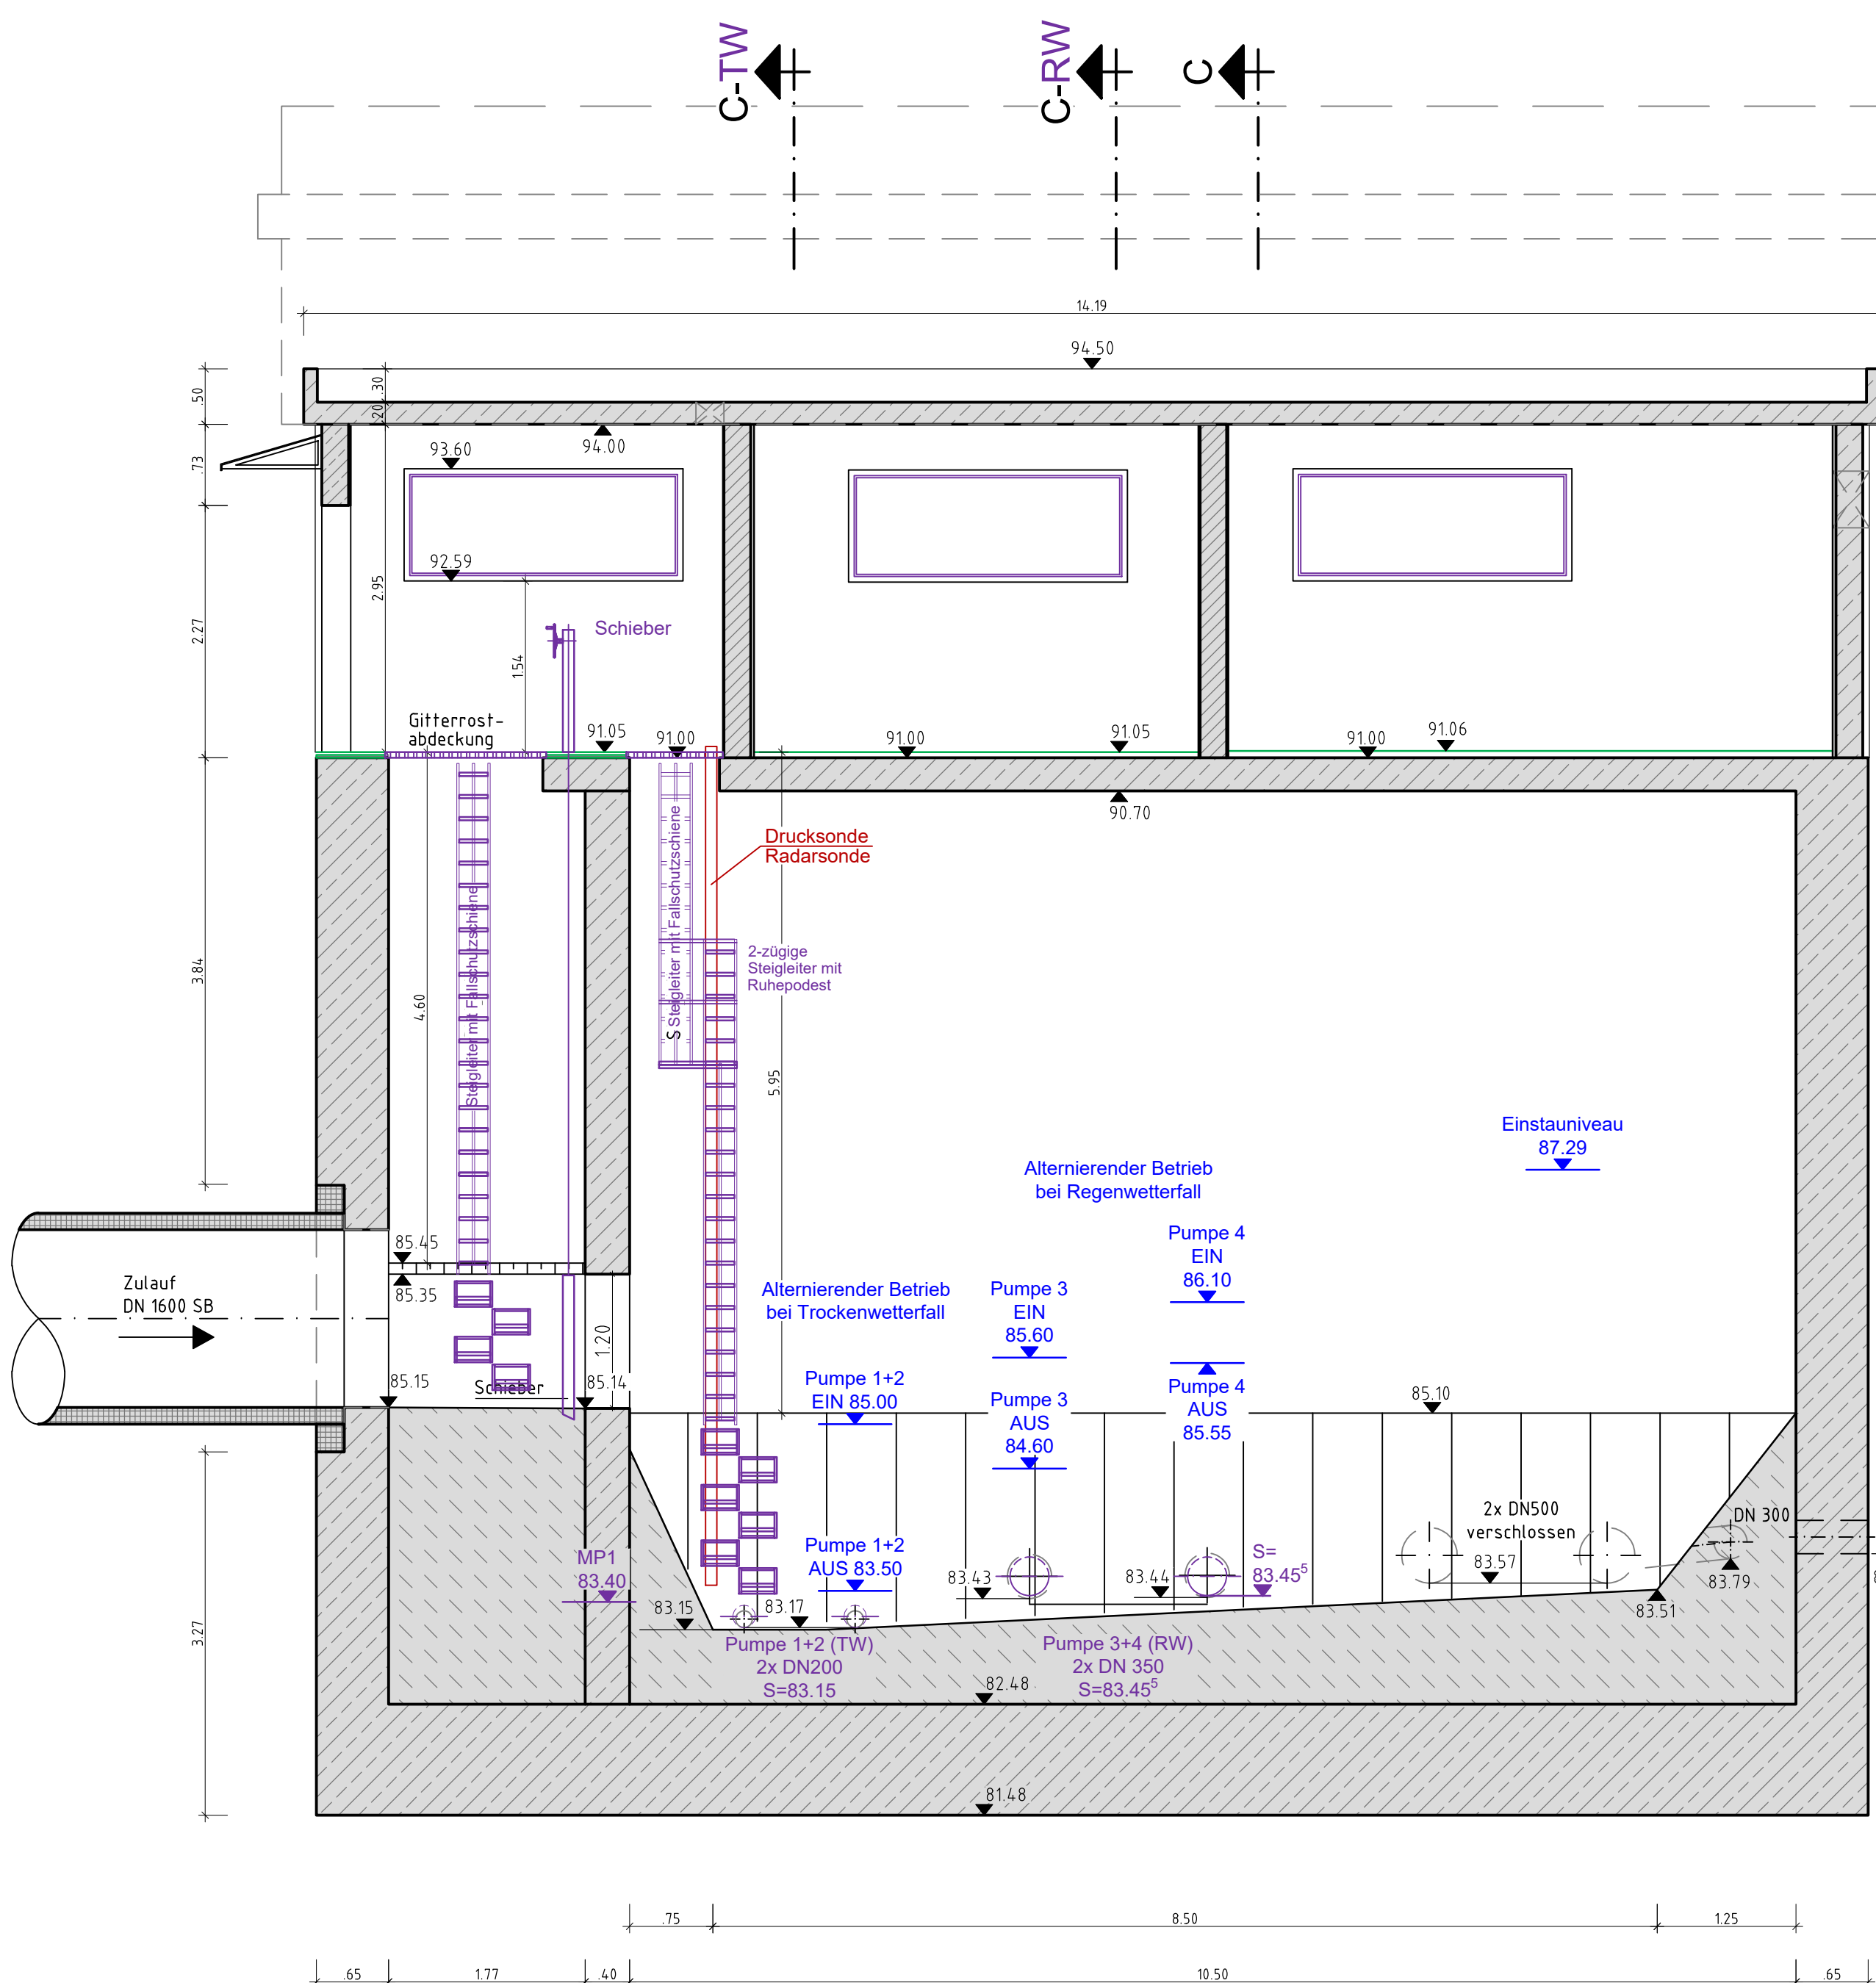 C-TW
C-RW
C
14.19
94.50
.50
.30
.20
.73
2.27
3.84
3.27
2.95
93.60
94.00
92.59
1.54
Schieber
Gitterrost-
abdeckung
91.05
91.00
91.00
91.05
91.00
91.06
90.70
Drucksonde
Radarsonde
Steigleiter mit Fallschutzschiene
S Steigleiter mit Fallschutzschiene
2-zügige
Steigleiter mit
Ruhepodest
4.60
5.95
Einstauniveau
87.29
Alternierender Betrieb
bei Regenwetterfall
Pumpe 4
EIN
86.10
Alternierender Betrieb
bei Trockenwetterfall
Pumpe 3
EIN
85.60
85.45
85.35
Zulauf
DN 1600 SB
1.20
85.15
Schieber
85.14
Pumpe 1+2
EIN 85.00
Pumpe 3
AUS
84.60
Pumpe 4
AUS
85.55
85.10
2x DN500
verschlossen
83.57
DN 300
83.79
83.51
MP1
83.40
Pumpe 1+2
AUS 83.50
83.43
83.44
S=
83.45⁵
83.15
83.17
Pumpe 1+2 (TW)
2x DN200
S=83.15
Pumpe 3+4 (RW)
2x DN 350
S=83.45⁵
82.48
81.48
.75
8.50
1.25
.65
1.77
.40
10.50
.65